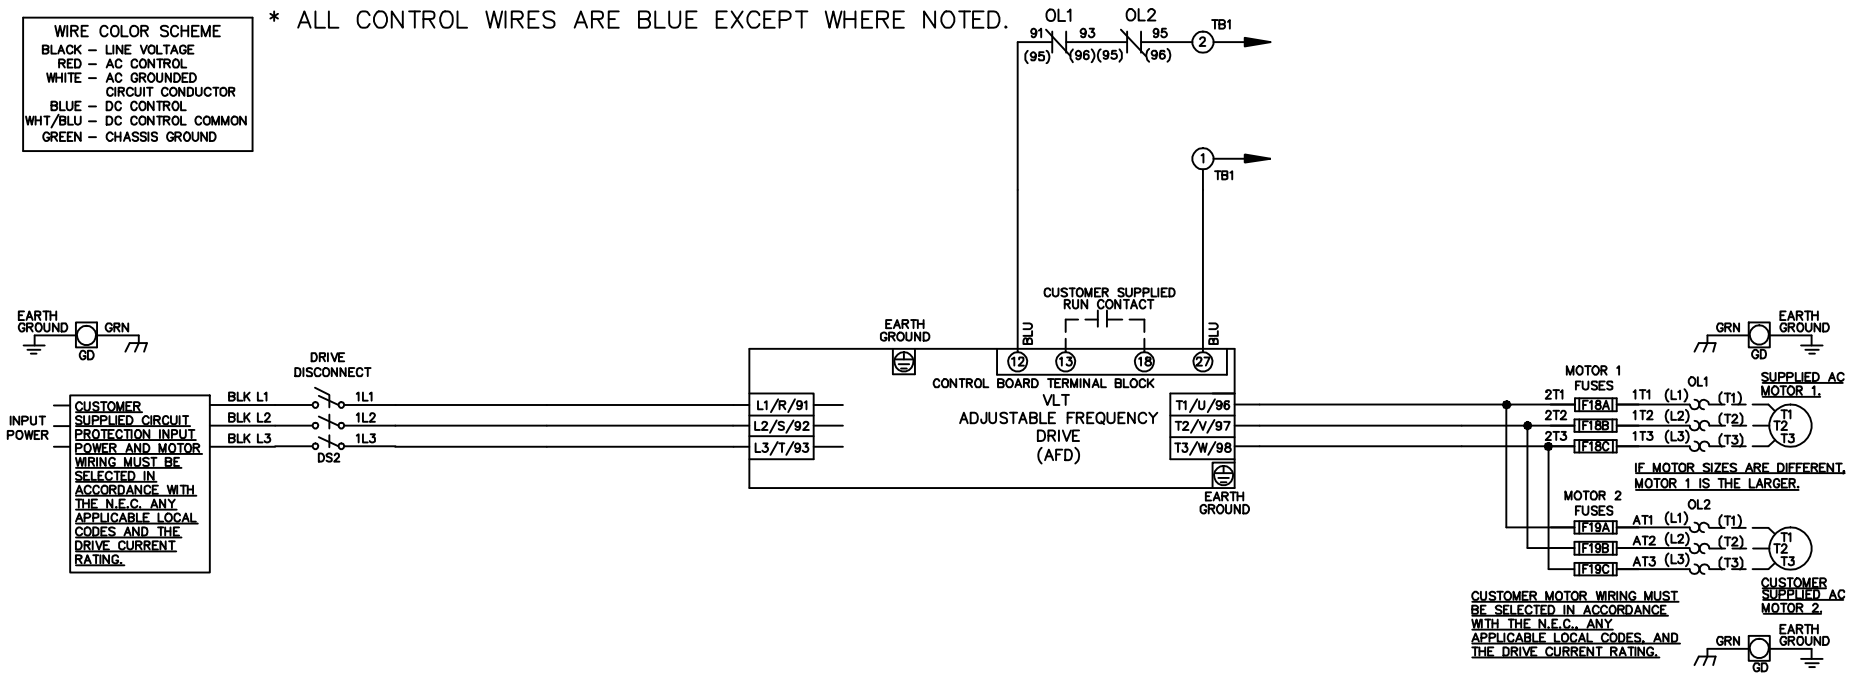 * ALL CONTROL WIRES ARE BLUE EXCEPT WHERE NOTED.
WIRE COLOR SCHEME
BLACK – LINE VOLTAGE
RED – AC CONTROL
WHITE – AC GROUNDED
CIRCUIT CONDUCTOR
BLUE – DC CONTROL
WHT/BLU – DC CONTROL COMMON
GREEN – CHASSIS GROUND
OL1
OL2
91
93
95
(95)
(96)
(95)
(96)
2
TB1
1
TB1
EARTH
GROUND
GRN
GD
INPUT
POWER
CUSTOMER
SUPPLIED CIRCUIT
PROTECTION INPUT
POWER AND MOTOR
WIRING MUST BE
SELECTED IN
ACCORDANCE WITH
THE N.E.C. ANY
APPLICABLE LOCAL
CODES AND THE
DRIVE CURRENT
RATING.
BLK L1
BLK L2
BLK L3
DRIVE
DISCONNECT
DS2
1L1
1L2
1L3
EARTH
GROUND
CUSTOMER SUPPLIED
RUN CONTACT
BLU
BLU
12
13
18
27
CONTROL BOARD TERMINAL BLOCK
VLT
ADJUSTABLE FREQUENCY
DRIVE
(AFD)
L1/R/91
L2/S/92
L3/T/93
T1/U/96
T2/V/97
T3/W/98
EARTH
GROUND
GRN
GD
EARTH
GROUND
MOTOR 1
FUSES
OL1
SUPPLIED AC
MOTOR 1.
2T1 F18A 1T1 (L1) (T1)
2T2 F18B 1T2 (L2) (T2)
2T3 F18C 1T3 (L3) (T3)
T1
T2
T3
IF MOTOR SIZES ARE DIFFERENT,
MOTOR 1 IS THE LARGER.
MOTOR 2
FUSES
OL2
F19A AT1 (L1) (T1)
F19B AT2 (L2) (T2)
F19C AT3 (L3) (T3)
T1
T2
T3
CUSTOMER
SUPPLIED AC
MOTOR 2.
CUSTOMER MOTOR WIRING MUST
BE SELECTED IN ACCORDANCE
WITH THE N.E.C., ANY
APPLICABLE LOCAL CODES, AND
THE DRIVE CURRENT RATING.
GRN
GD
EARTH
GROUND